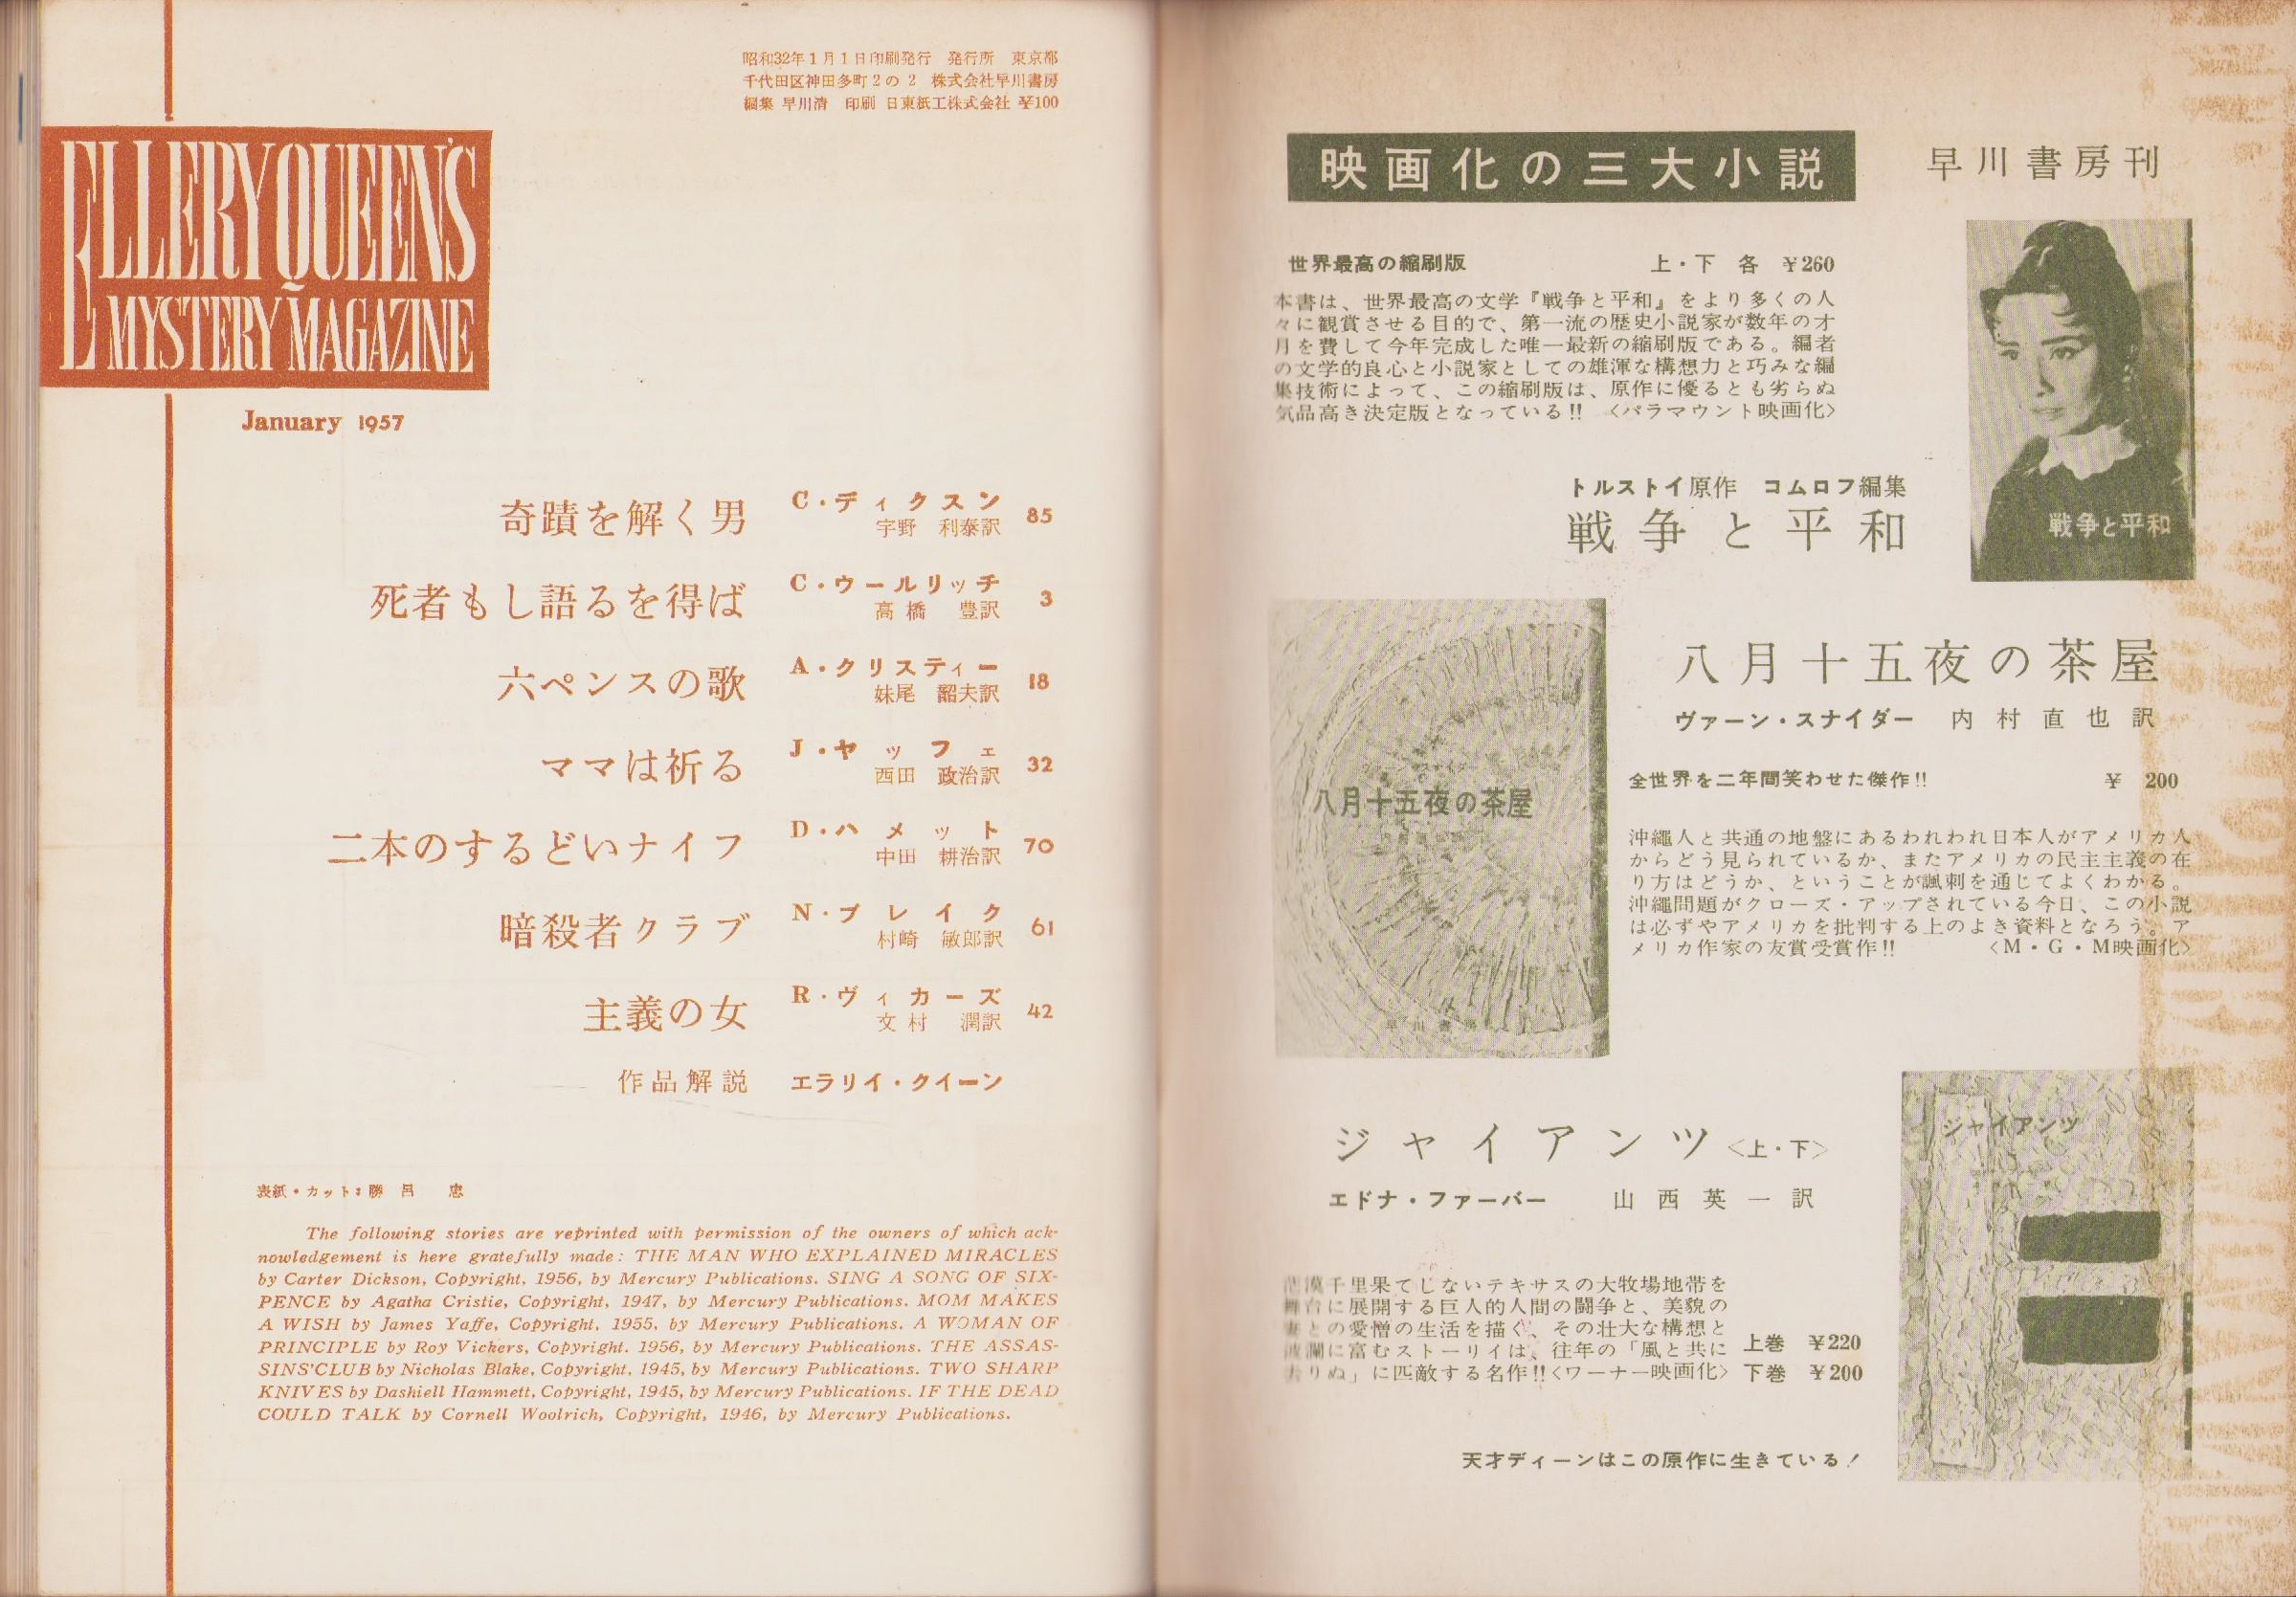 昭和32年1月1日印刷発行　発行所　東京都
千代田区神田多町2の2　株式会社早川書房
編集 早川清　印刷 日東紙工株式会社 ¥100
ELLERY QUEEN'S
MYSTERY MAGAZINE
January 1957
奇蹟を解く男　C・ディクスン　85
宇野　利泰訳
死者もし語るを得ば　C・ウールリッチ　3
高橋　豊訳
六ペンスの歌　A・クリスティー　18
妹尾　韶夫訳
ママは祈る　J・ヤッフェ　32
西田　政治訳
二本のするどいナイフ　D・ハメット　70
中田　耕治訳
暗殺者クラブ　N・ブレイク　61
村崎　敏郎訳
主義の女　R・ヴィカーズ　42
文村　潤訳
作品解説　エラリイ・クイーン
表紙・カット：勝呂　忠
The following stories are reprinted with permission of the owners of which ack-
nowledgement is here gratefully made: THE MAN WHO EXPLAINED MIRACLES
by Carter Dickson, Copyright, 1956, by Mercury Publications. SING A SONG OF SIX-
PENCE by Agatha Cristie, Copyright, 1947, by Mercury Publications. MOM MAKES
A WISH by James Yaffe, Copyright, 1955, by Mercury Publications. A WOMAN OF
PRINCIPLE by Roy Vickers, Copyright. 1956, by Mercury Publications. THE ASSAS-
SINS'CLUB by Nicholas Blake, Copyright, 1945, by Mercury Publications. TWO SHARP
KNIVES by Dashiell Hammett, Copyright, 1945, by Mercury Publications. IF THE DEAD
COULD TALK by Cornell Woolrich, Copyright, 1946, by Mercury Publications.
映画化の三大小説　早川書房刊
世界最高の縮刷版　上・下 各 ¥260
本書は、世界最高の文学『戦争と平和』をより多くの人
々に観賞させる目的で、第一流の歴史小説家が数年の才
月を費して今年完成した唯一最新の縮刷版である。編者
の文学的良心と小説家としての雄渾な構想力と巧みな編
集技術によって、この縮刷版は、原作に優るとも劣らぬ
気品高き決定版となっている!!　〈パラマウント映画化〉
トルストイ原作　コムロフ編集
戦争と平和
戦争と平和
八月十五夜の茶屋
ヴァーン・スナイダー　内村直也訳
全世界を二年間笑わせた傑作!!　¥ 200
沖縄人と共通の地盤にあるわれわれ日本人がアメリカ人
からどう見られているか、またアメリカの民主主義の在
り方はどうか、ということが諷刺を通じてよくわかる。
沖縄問題がクローズ・アップされている今日、この小説
は必ずやアメリカを批判する上のよき資料となろう。ア
メリカ作家の友賞受賞作!!　〈M・G・M映画化〉
八月十五夜の茶屋
早川書房
ジャイアンツ〈上・下〉
エドナ・ファーバー　山西英一訳
茫漠千里果てしないテキサスの大牧場地帯を
舞台に展開する巨人的人間の闘争と、美貌の
妻との愛憎の生活を描く、その壮大な構想と
波瀾に富むストーリイは、往年の「風と共に
去りぬ」に匹敵する名作!!〈ワーナー映画化〉
上巻　¥220
下巻　¥200
ジャイアンツ
天才ディーンはこの原作に生きている！